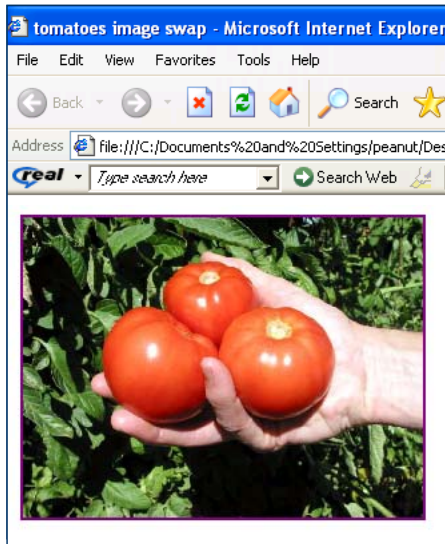 tomatoes image swap - Microsoft Internet Explorer
File Edit View Favorites Tools Help
Back Search
Address file:///C:/Documents%20and%20Settings/peanut/Des
real Type search here Search Web